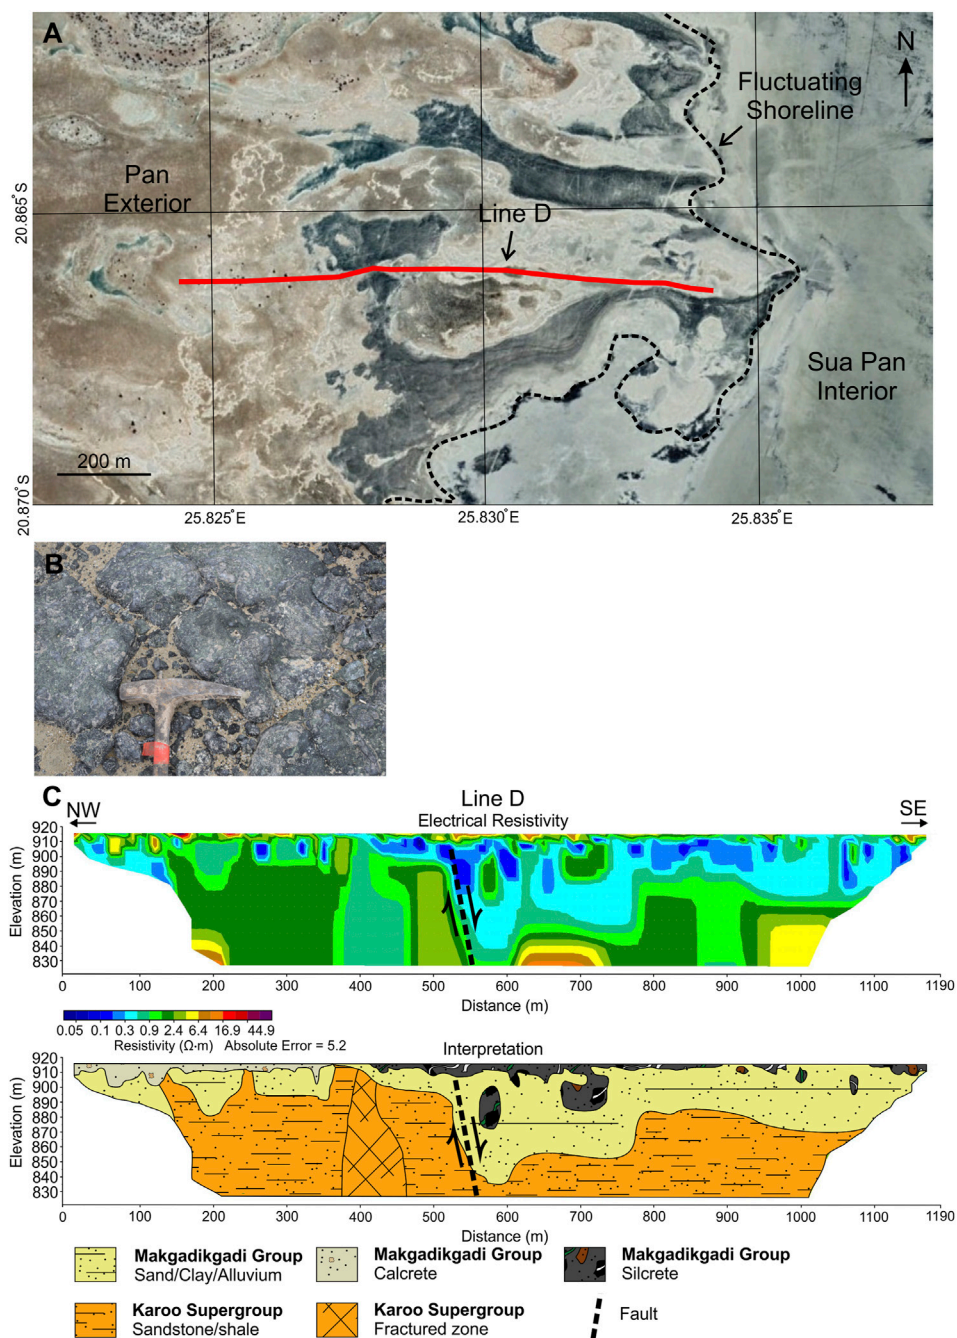 A
N
Fluctuating
Shoreline
Pan
Exterior
Line D
20.865°S
Sua Pan
Interior
200 m
20.870°S
25.825°E
25.830°E
25.835°E
B
C
Line D
NW
Electrical Resistivity
SE
920
910
900
890
880
870
860
850
840
830
Elevation (m)
0 100 200 300 400 500 600 700 800 900 1000 1100 1190
Distance (m)
0.05 0.1 0.3 0.9 2.4 6.4 16.9 44.9
Resistivity (Ω·m) Absolute Error = 5.2
Interpretation
920
910
900
890
880
870
860
850
840
830
Elevation (m)
0 100 200 300 400 500 600 700 800 900 1000 1100 1190
Distance (m)
Makgadikgadi Group
Sand/Clay/Alluvium
Makgadikgadi Group
Calcrete
Makgadikgadi Group
Silcrete
Karoo Supergroup
Sandstone/shale
Karoo Supergroup
Fractured zone
Fault